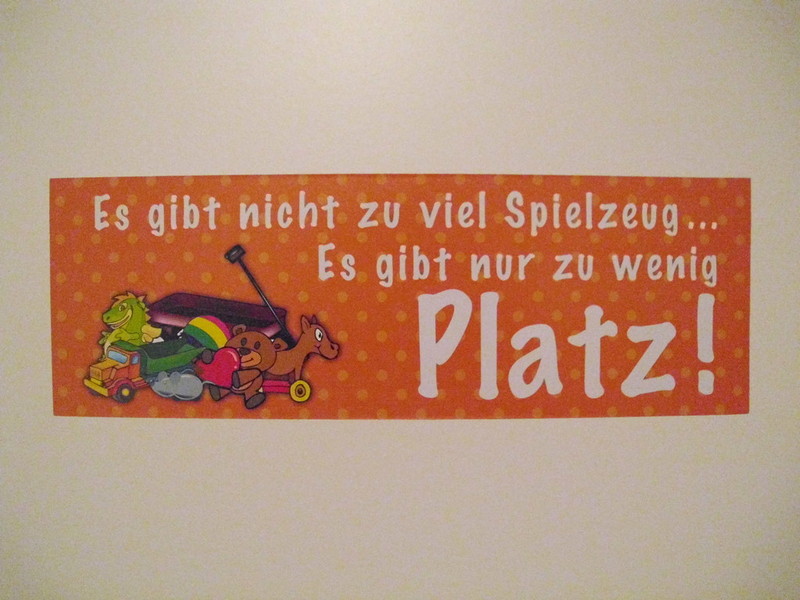 Es gibt nicht zu viel Spielzeug...
Es gibt nur zu wenig
Platz!